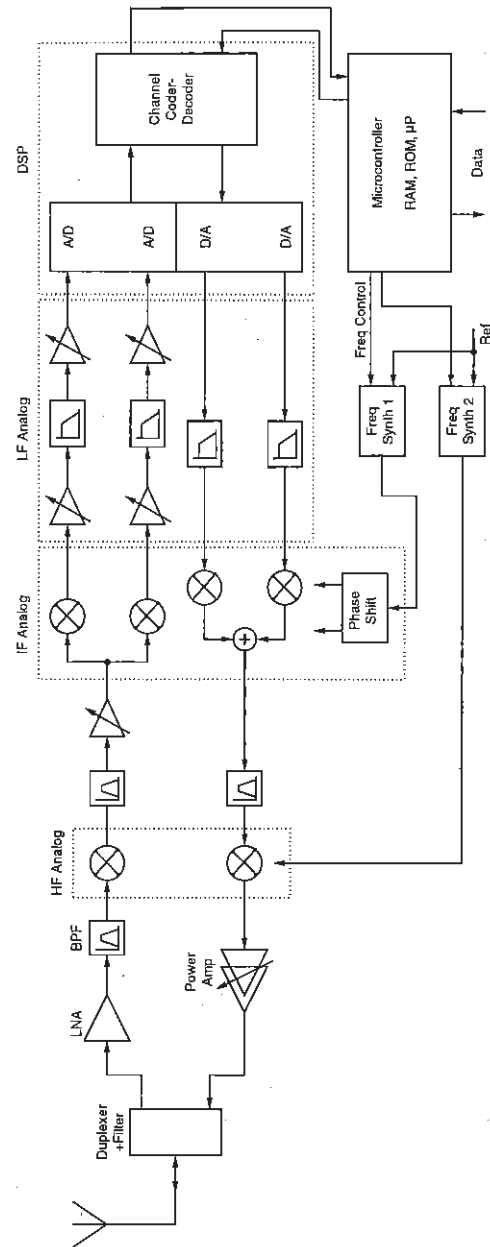 Duplexer
+Filter
LNA
BPF
HF Analog
Power
Amp
IF Analog
Phase
Shift
LF Analog
DSP
A/D
A/D
D/A
D/A
Channel
Coder-
Decoder
Freq
Synth 1
Freq
Synth 2
Freq Control
Ref
Microcontroller
RAM, ROM, µP
Data
+